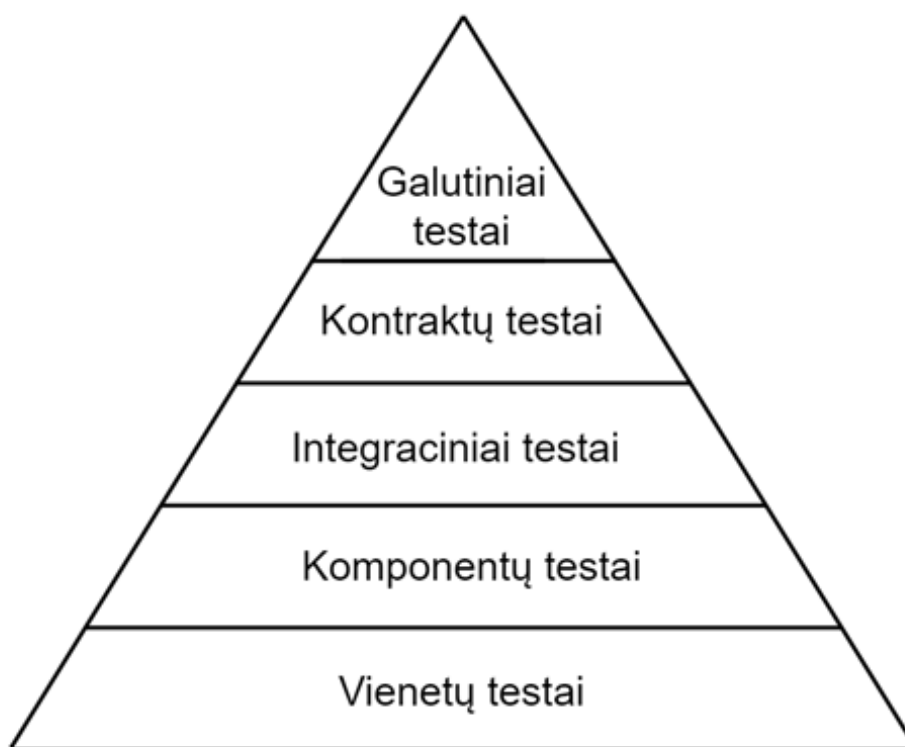 Galutiniai
testai
Kontraktų testai
Integraciniai testai
Komponentų testai
Vienetų testai